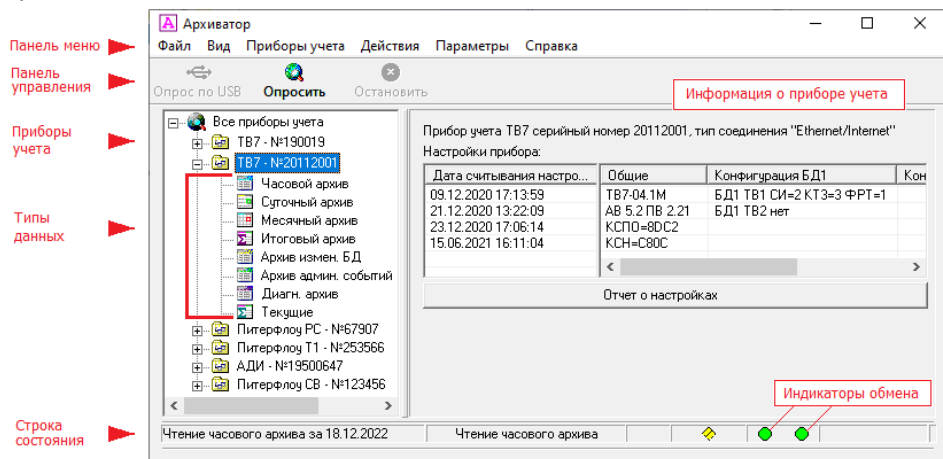 Архиватор
Панель меню
Файл Вид Приборы учета Действия Параметры Справка
Панель
управления
Опрос по USB Опросить Остановить
Информация о приборе учета
Приборы
учета
Все приборы учета
ТВ7 - №190019
ТВ7 - №20112001
Типы
данных
Часовой архив
Суточный архив
Месячный архив
Итоговый архив
Архив измен. БД
Архив админ. событий
Диагн. архив
Текущие
Питерфлоу РС - №67907
Питерфлоу Т1 - №253566
АДИ - №19500647
Питерфлоу СВ - №123456
Прибор учета ТВ7 серийный номер 20112001, тип соединения "Ethernet/Internet"
Настройки прибора:
Дата считывания настро... Общие Конфигурация БД1 Кон
09.12.2020 17:13:59 ТВ7-04.1М БД1 ТВ1 СИ=2 КТ3=3 ФРТ=1
21.12.2020 13:22:09 АВ 5.2 ПВ 2.21 БД1 ТВ2 нет
23.12.2020 17:06:14 КСПО=8DC2
15.06.2021 16:11:04 КСН=C80C
Отчет о настройках
Индикаторы обмена
Строка
состояния
Чтение часового архива за 18.12.2022 Чтение часового архива